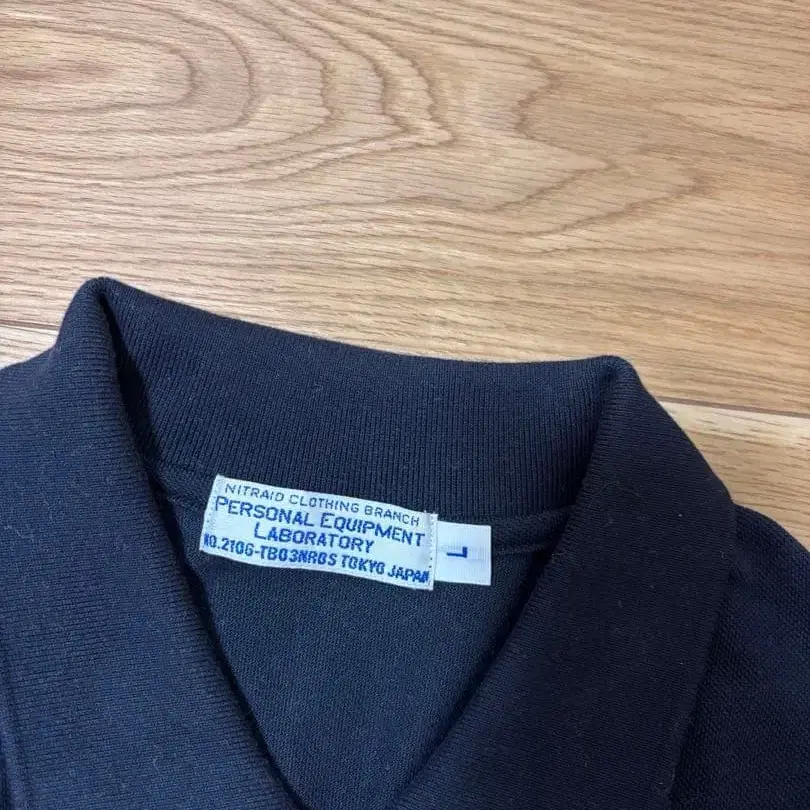 NITRAID CLOTHING BRANCH
PERSONAL EQUIPMENT
LABORATORY
NO.2106-TB03NRBS TOKYO JAPAN
L